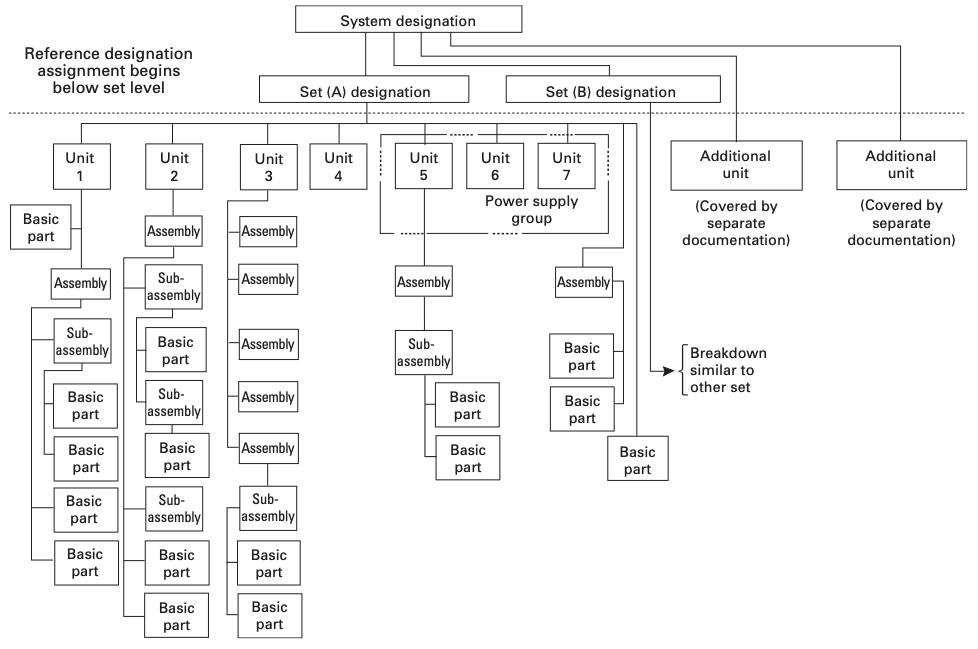 System designation
Reference designation
assignment begins
below set level
Set (A) designation
Set (B) designation
Unit
1
Unit
2
Unit
3
Unit
4
Unit
5
Unit
6
Unit
7
Power supply
group
Additional
unit
(Covered by
separate
documentation)
Additional
unit
(Covered by
separate
documentation)
Basic
part
Assembly
Sub-
assembly
Basic
part
Basic
part
Basic
part
Basic
part
Assembly
Sub-
assembly
Basic
part
Sub-
assembly
Basic
part
Sub-
assembly
Basic
part
Basic
part
Assembly
Assembly
Assembly
Assembly
Assembly
Sub-
assembly
Basic
part
Basic
part
Assembly
Sub-
assembly
Basic
part
Basic
part
Assembly
Basic
part
Basic
part
Basic
part
Breakdown
similar to
other set